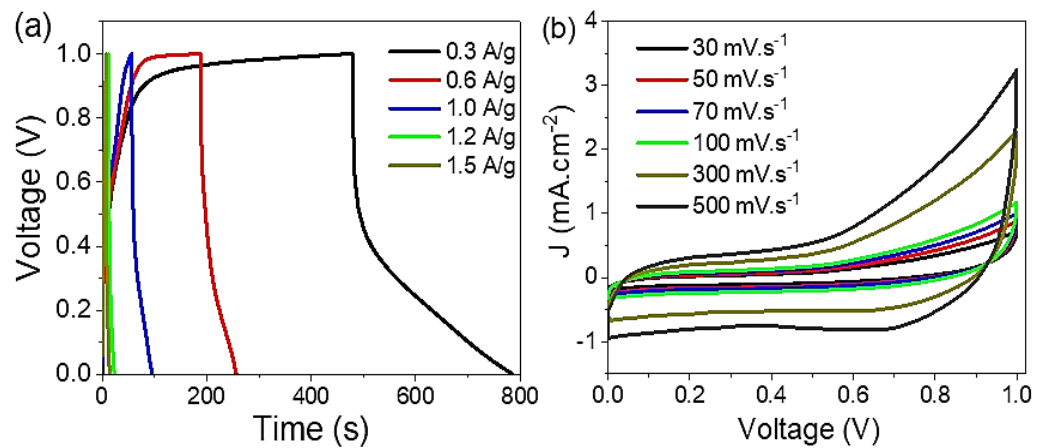 (a)
Voltage (V)
1.0
0.8
0.6
0.4
0.2
0.0
0.3 A/g
0.6 A/g
1.0 A/g
1.2 A/g
1.5 A/g
0 200 400 600 800
Time (s)
(b)
J (mA.cm⁻²)
4
3
2
1
0
-1
30 mV.s⁻¹
50 mV.s⁻¹
70 mV.s⁻¹
100 mV.s⁻¹
300 mV.s⁻¹
500 mV.s⁻¹
0.0 0.2 0.4 0.6 0.8 1.0
Voltage (V)